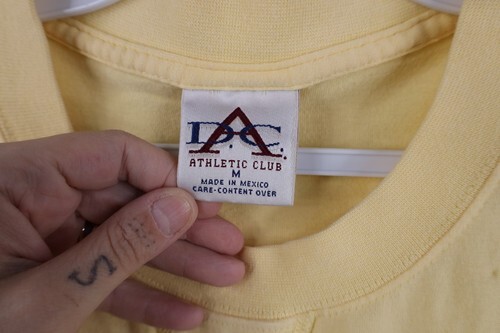 D.A.C.
ATHLETIC CLUB
M
MADE IN MEXICO
CARE-CONTENT OVER
S